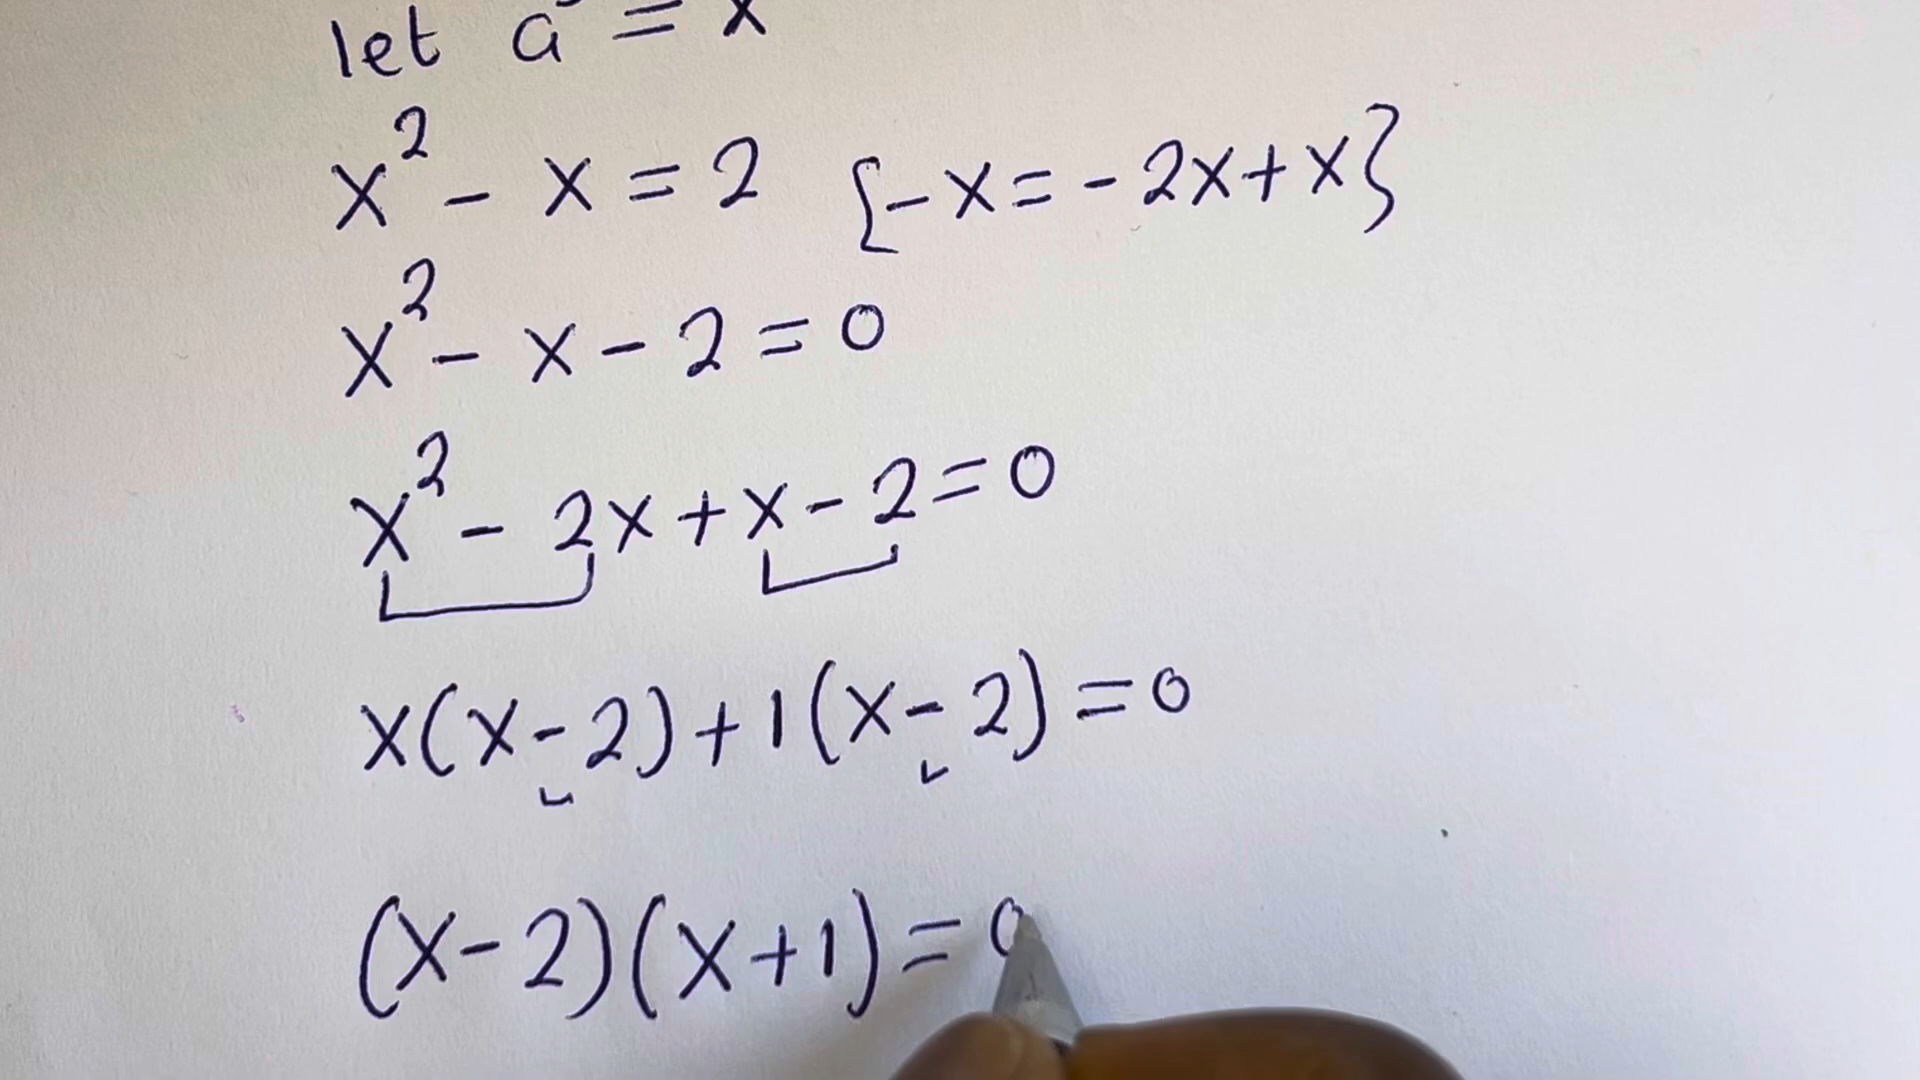 let a = x
x² - x = 2 {-x = -2x+x}
x² - x - 2 = 0
x² - 2x + x - 2 = 0
x(x-2)+1(x-2) = 0
(x-2)(x+1) = 0